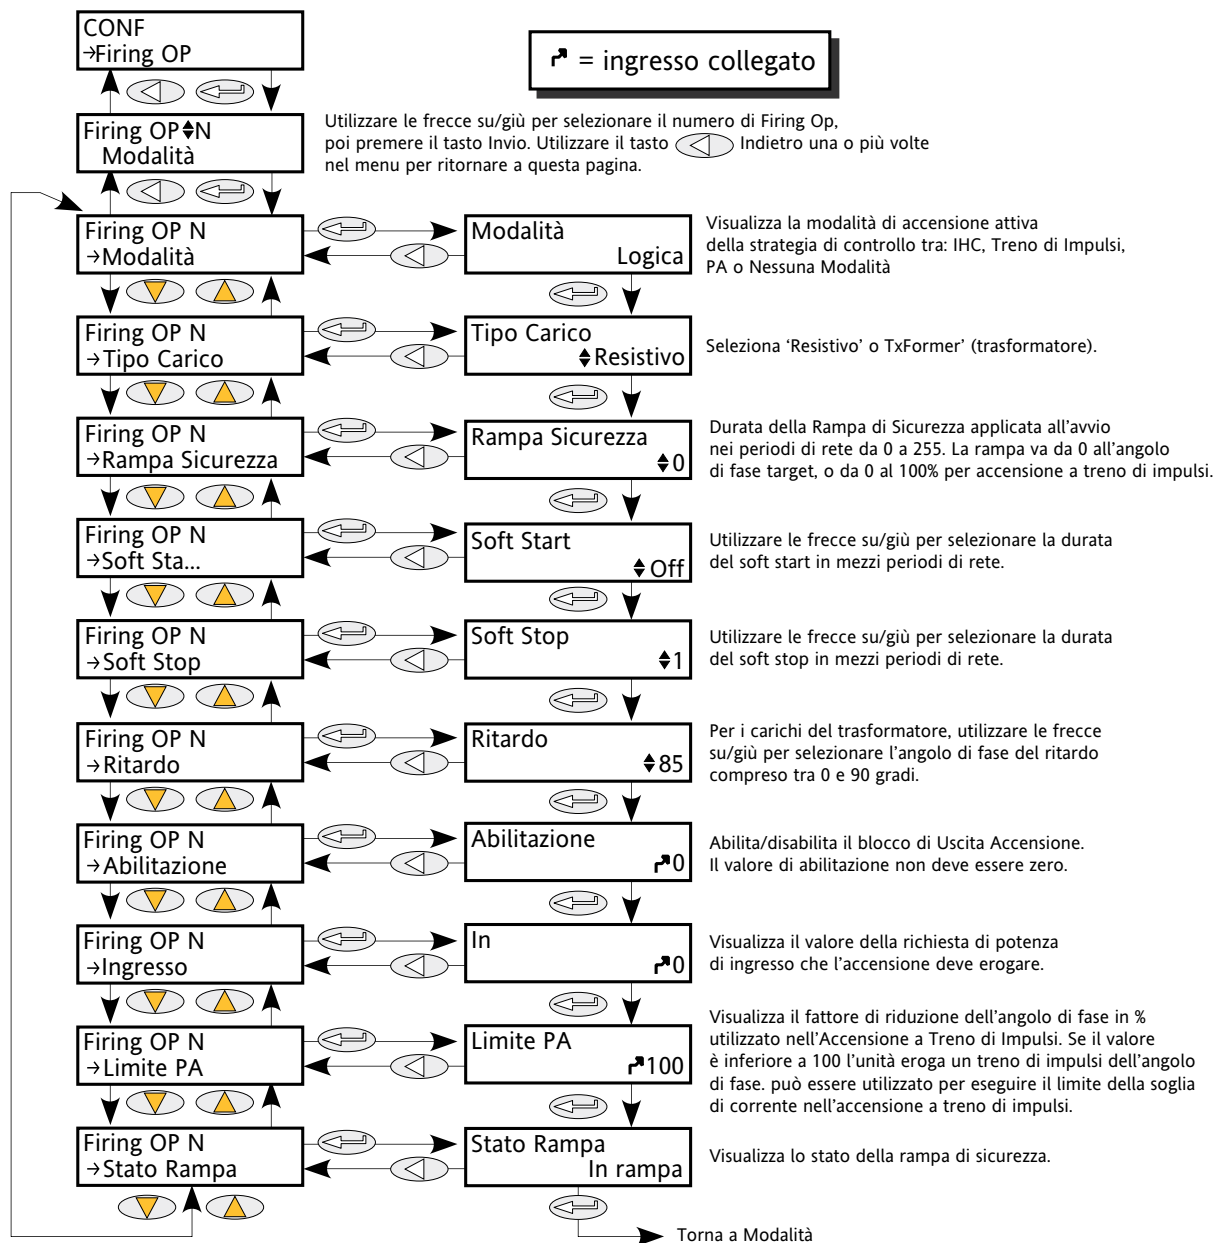 CONF
→Firing OP
= ingresso collegato
Firing OP♦N
Modalità
Utilizzare le frecce su/giù per selezionare il numero di Firing Op,
poi premere il tasto Invio. Utilizzare il tasto Indietro una o più volte
nel menu per ritornare a questa pagina.
Firing OP N
→Modalità
Modalità
Logica
Visualizza la modalità di accensione attiva
della strategia di controllo tra: IHC, Treno di Impulsi,
PA o Nessuna Modalità
Firing OP N
→Tipo Carico
Tipo Carico
♦Resistivo
Seleziona ‘Resistivo’ o TxFormer’ (trasformatore).
Firing OP N
→Rampa Sicurezza
Rampa Sicurezza
♦0
Durata della Rampa di Sicurezza applicata all’avvio
nei periodi di rete da 0 a 255. La rampa va da 0 all’angolo
di fase target, o da 0 al 100% per accensione a treno di impulsi.
Firing OP N
→Soft Sta...
Soft Start
♦Off
Utilizzare le frecce su/giù per selezionare la durata
del soft start in mezzi periodi di rete.
Firing OP N
→Soft Stop
Soft Stop
♦1
Utilizzare le frecce su/giù per selezionare la durata
del soft stop in mezzi periodi di rete.
Firing OP N
→Ritardo
Ritardo
♦85
Per i carichi del trasformatore, utilizzare le frecce
su/giù per selezionare l’angolo di fase del ritardo
compreso tra 0 e 90 gradi.
Firing OP N
→Abilitazione
Abilitazione
0
Abilita/disabilita il blocco di Uscita Accensione.
Il valore di abilitazione non deve essere zero.
Firing OP N
→Ingresso
In
0
Visualizza il valore della richiesta di potenza
di ingresso che l’accensione deve erogare.
Firing OP N
→Limite PA
Limite PA
100
Visualizza il fattore di riduzione dell’angolo di fase in %
utilizzato nell’Accensione a Treno di Impulsi. Se il valore
è inferiore a 100 l’unità eroga un treno di impulsi dell’angolo
di fase. può essere utilizzato per eseguire il limite della soglia
di corrente nell’accensione a treno di impulsi.
Firing OP N
→Stato Rampa
Stato Rampa
In rampa
Visualizza lo stato della rampa di sicurezza.
Torna a Modalità